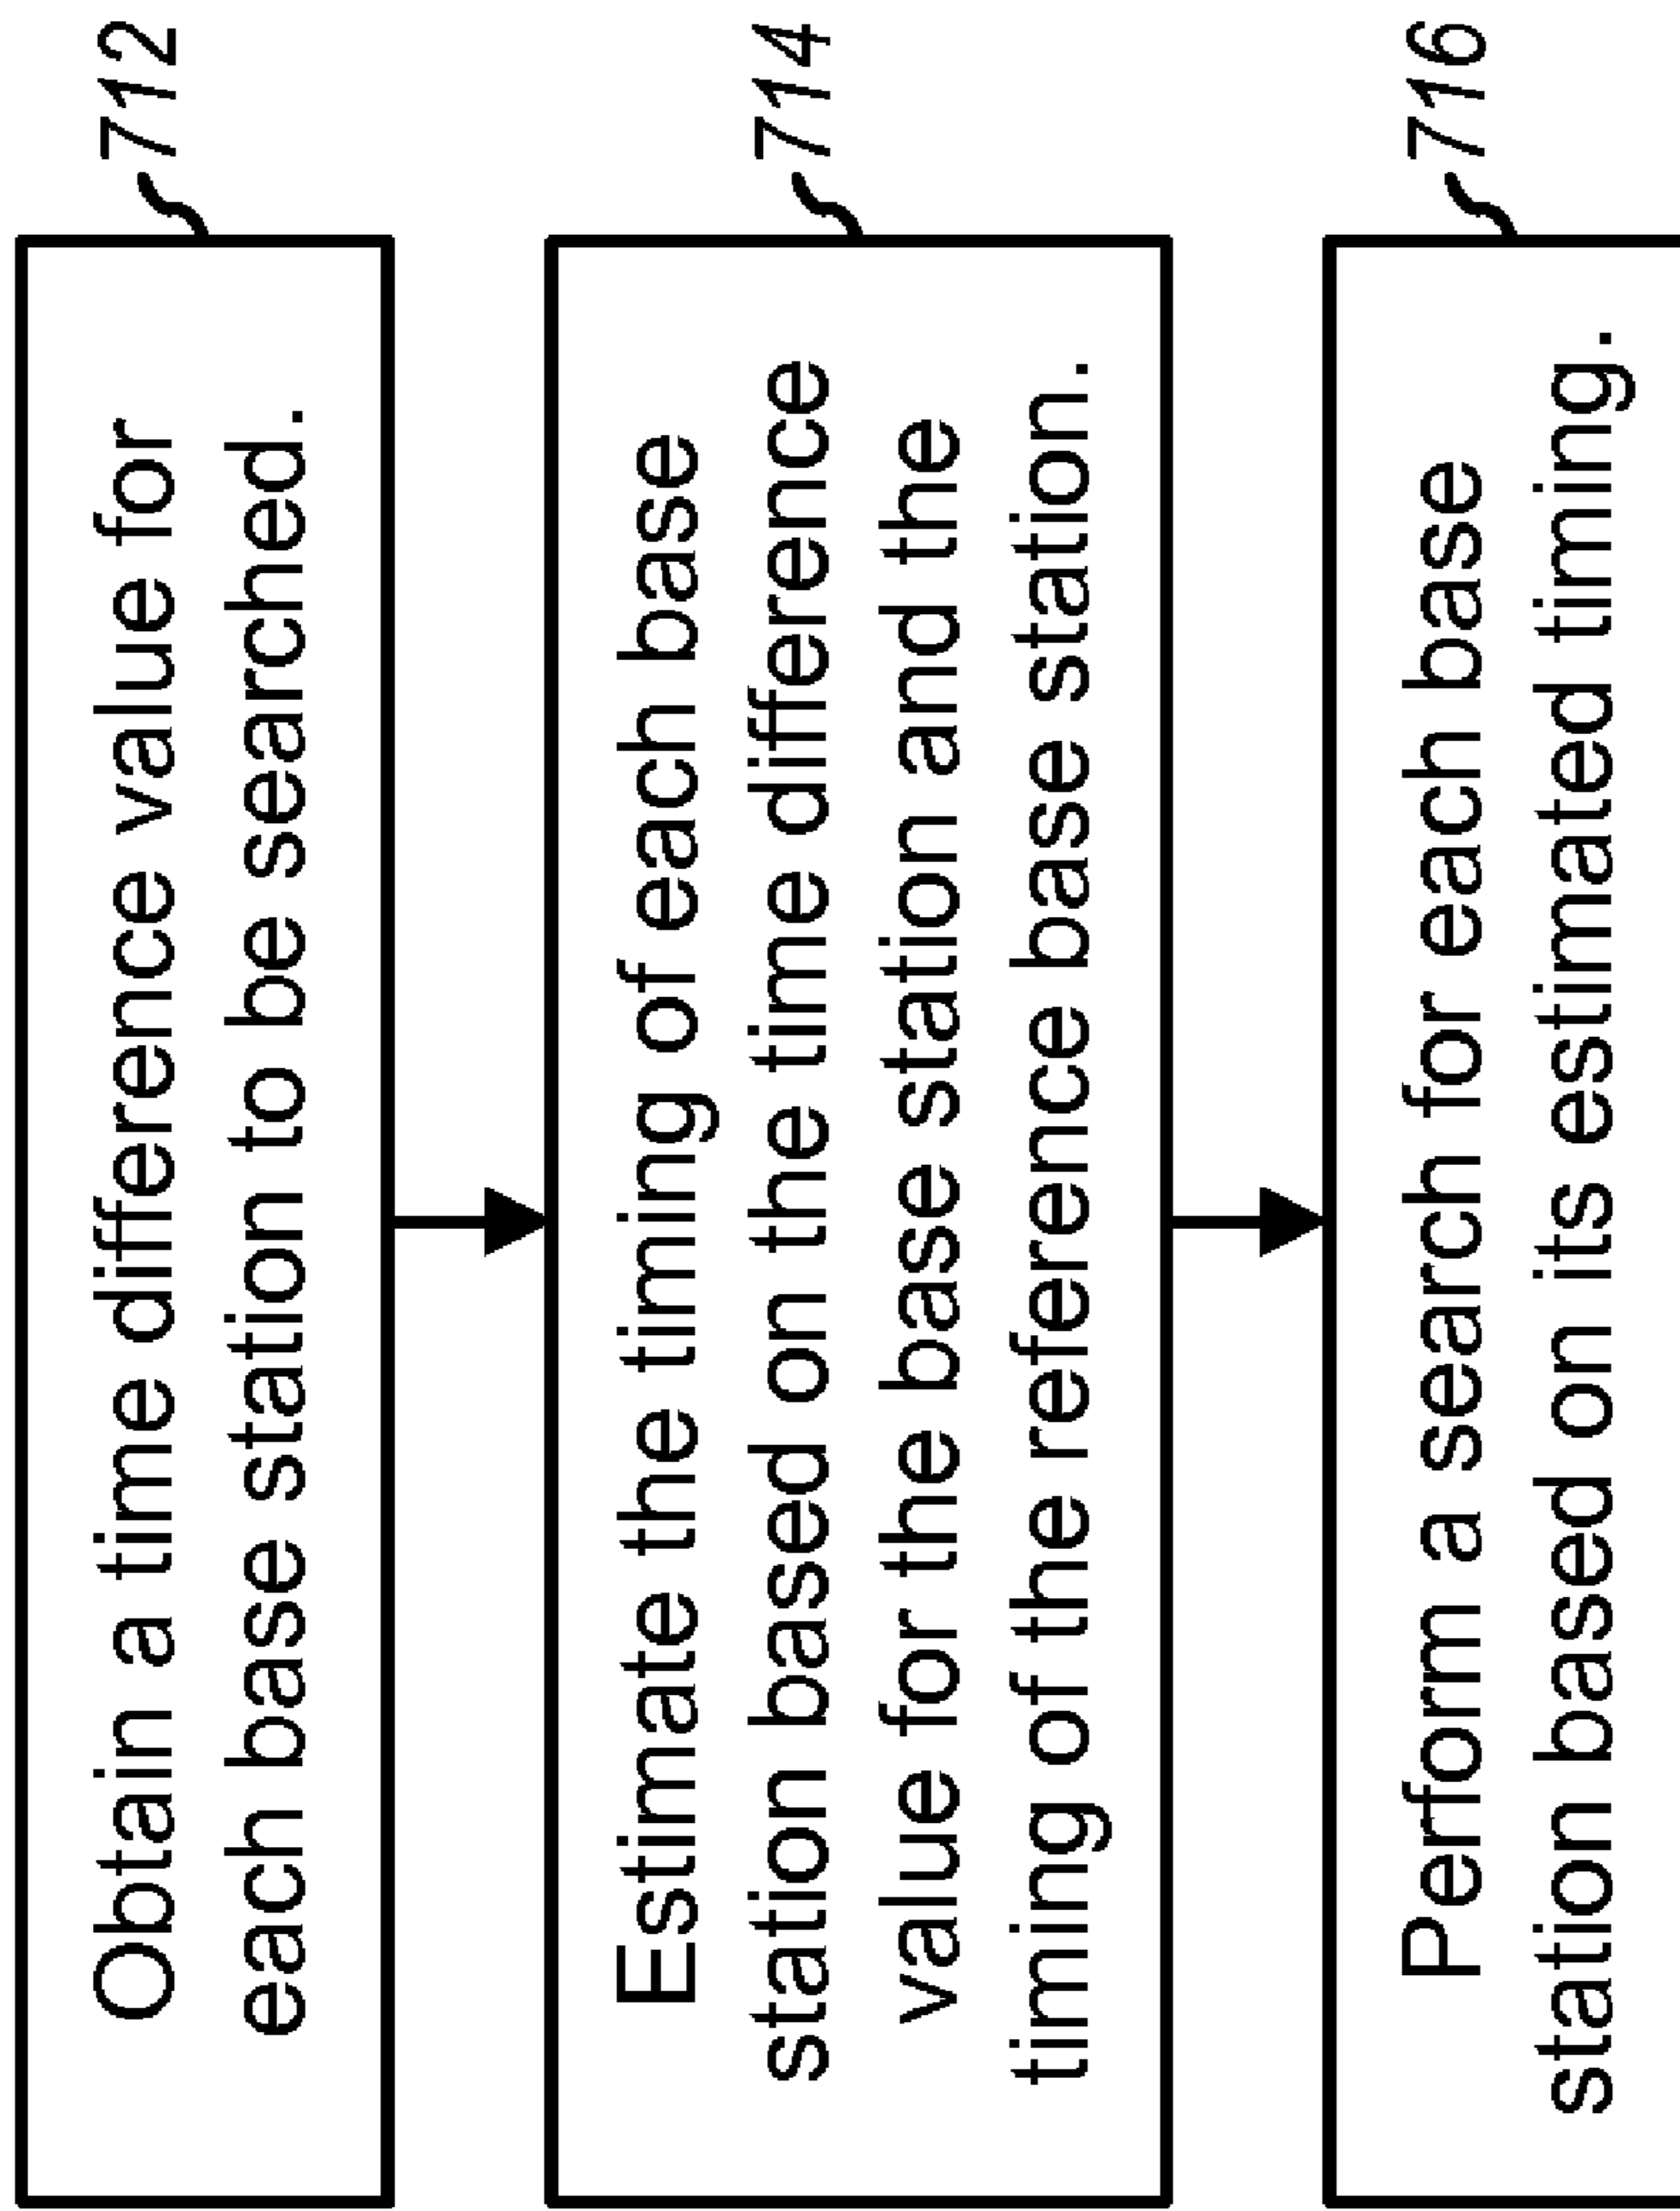 Obtain a time difference value for
each base station to be searched.
712
Estimate the timing of each base
station based on the time difference
value for the base station and the
timing of the reference base station.
714
Perform a search for each base
station based on its estimated timing.
716